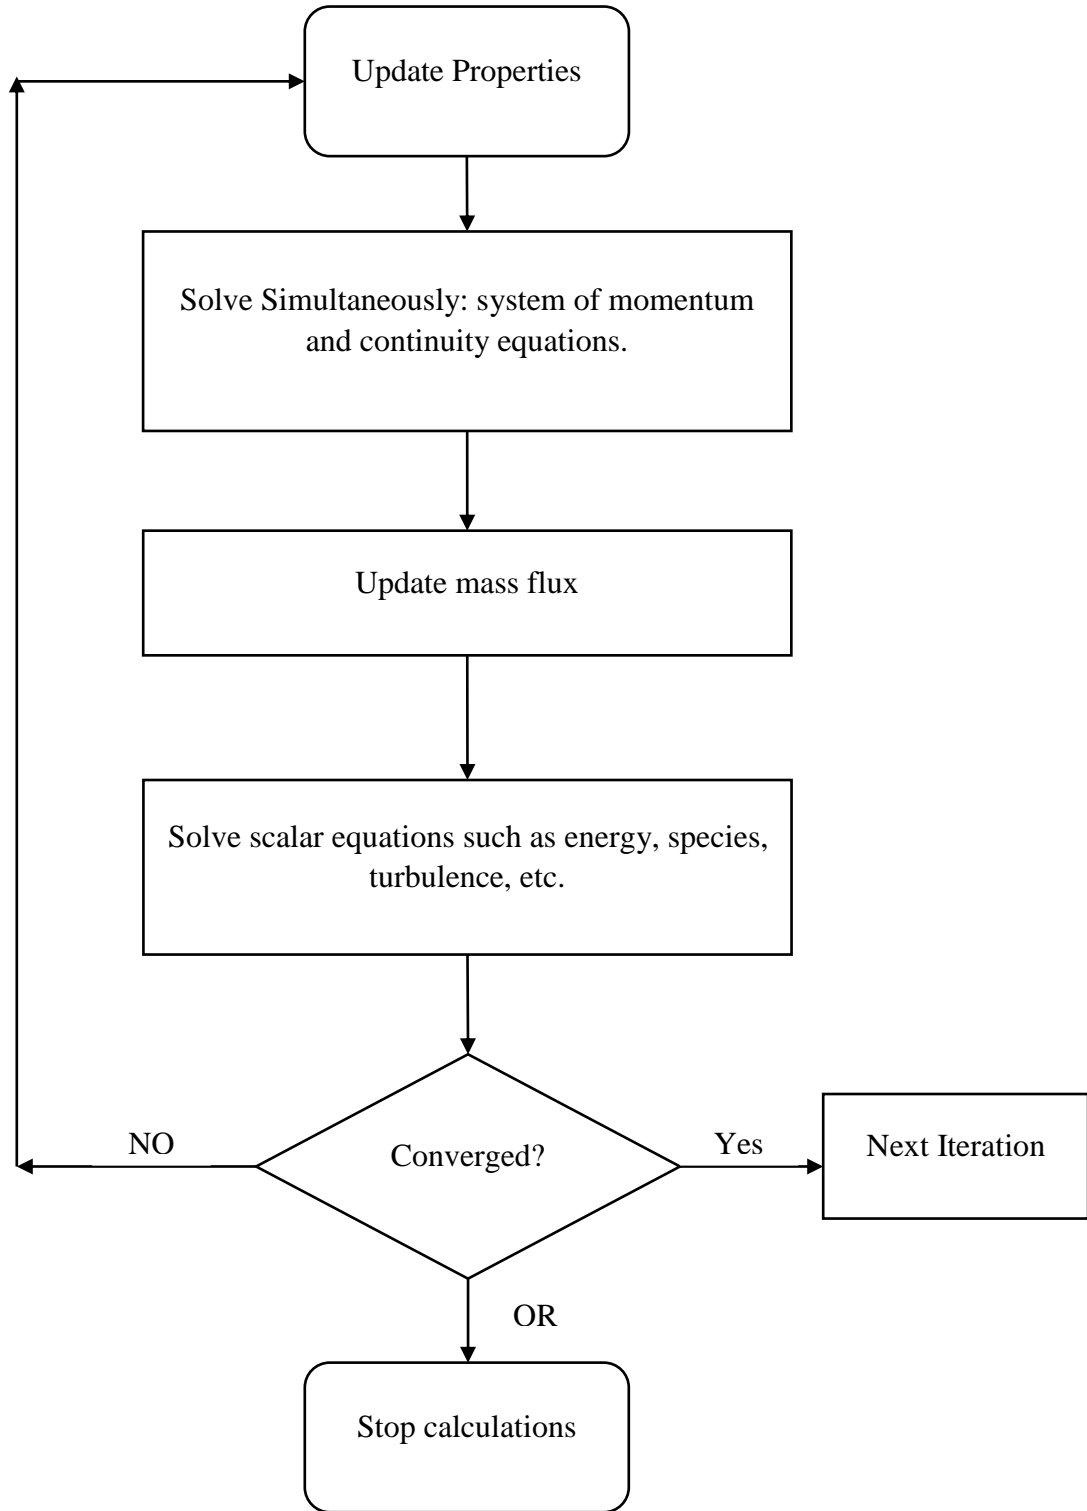 Update Properties
Solve Simultaneously: system of momentum
and continuity equations.
Update mass flux
Solve scalar equations such as energy, species,
turbulence, etc.
NO
Converged?
Yes
Next Iteration
OR
Stop calculations